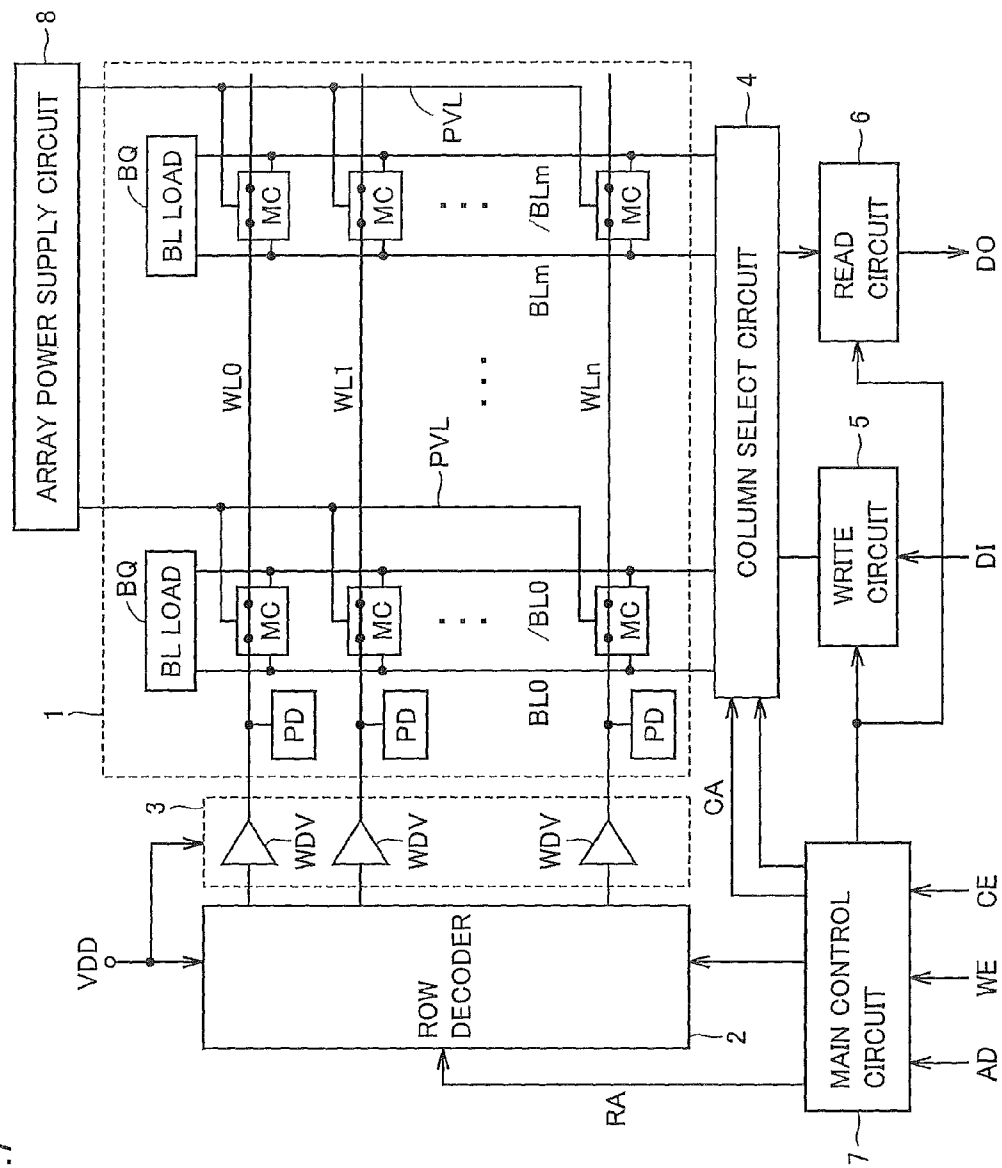 .7
ARRAY POWER SUPPLY CIRCUIT
8
1
VDD
3
BQ
BQ
BL LOAD
BL LOAD
WL0
WDV
PD
MC
MC
WL1
WDV
PD
MC
MC
ROW
DECODER
PVL
PVL
BL0
/BL0
BLm
/BLm
WLn
WDV
PD
MC
MC
RA
CA
2
COLUMN SELECT CIRCUIT
4
7
MAIN CONTROL
CIRCUIT
WRITE
CIRCUIT
5
READ
CIRCUIT
6
AD
WE
CE
DI
DO